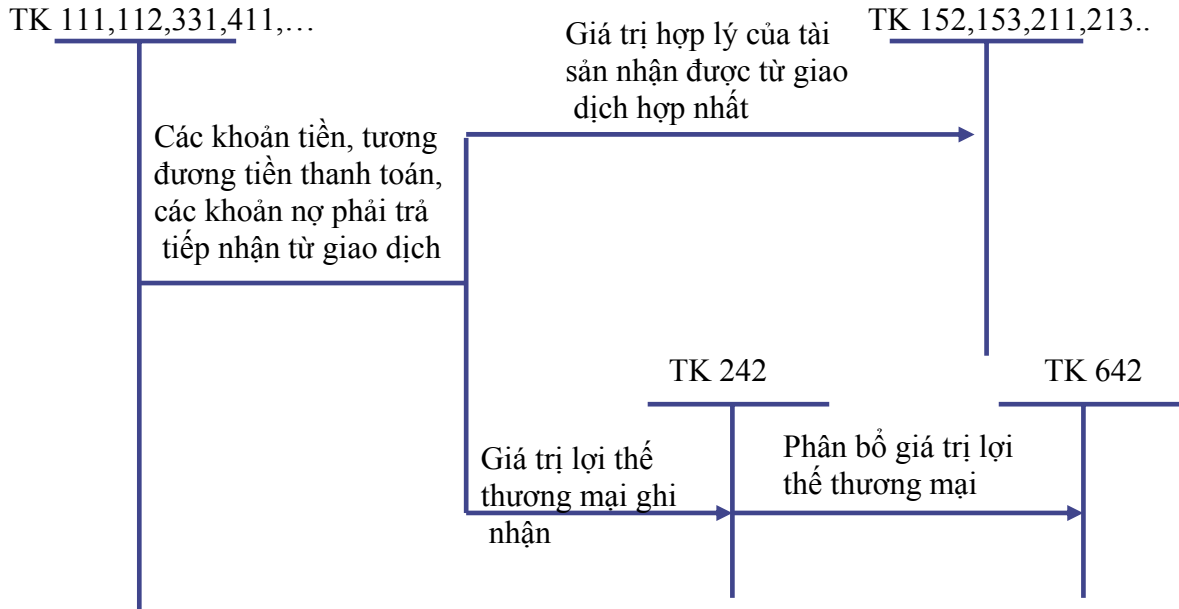 TK 111,112,331,411,…
Giá trị hợp lý của tài
sản nhận được từ giao
dịch hợp nhất
TK 152,153,211,213..
Các khoản tiền, tương
đương tiền thanh toán,
các khoản nợ phải trả
tiếp nhận từ giao dịch
TK 242
TK 642
Giá trị lợi thế
thương mại ghi
nhận
Phân bổ giá trị lợi
thế thương mại